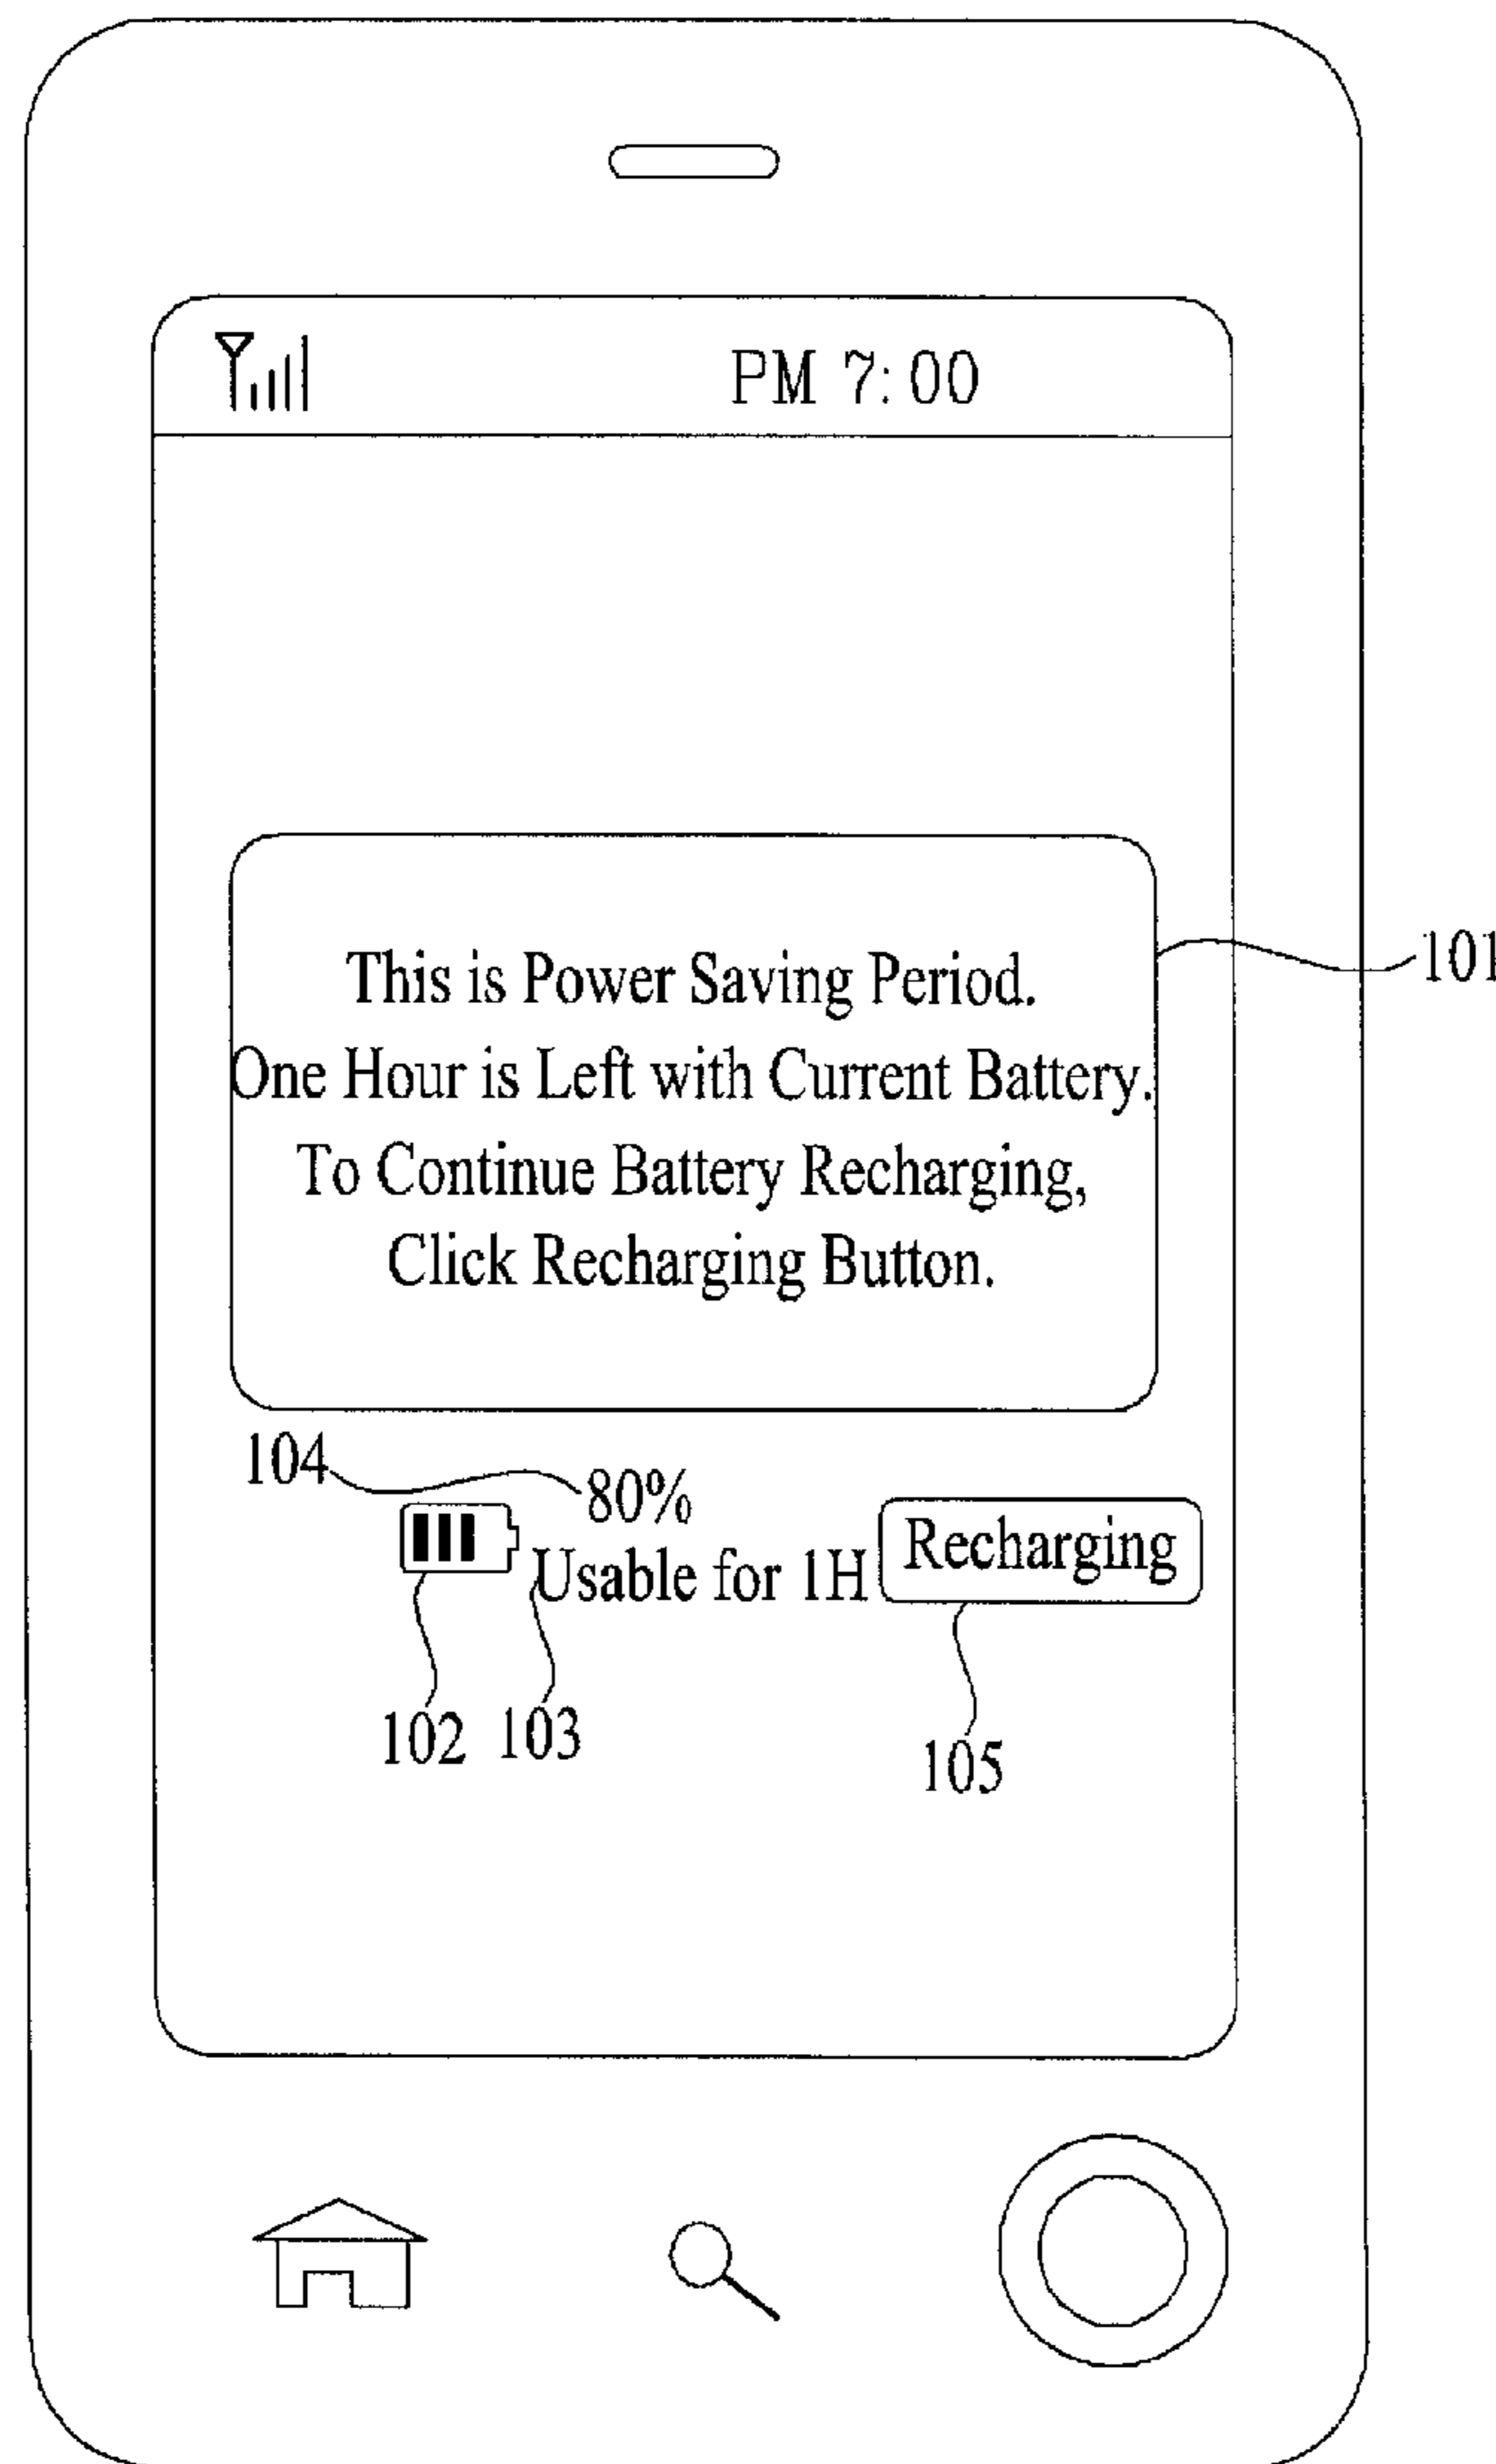 PM 7:00
This is Power Saving Period.
101
One Hour is Left with Current Battery.
To Continue Battery Recharging,
Click Recharging Button.
104
80%
Usable for 1H
Recharging
102
103
105